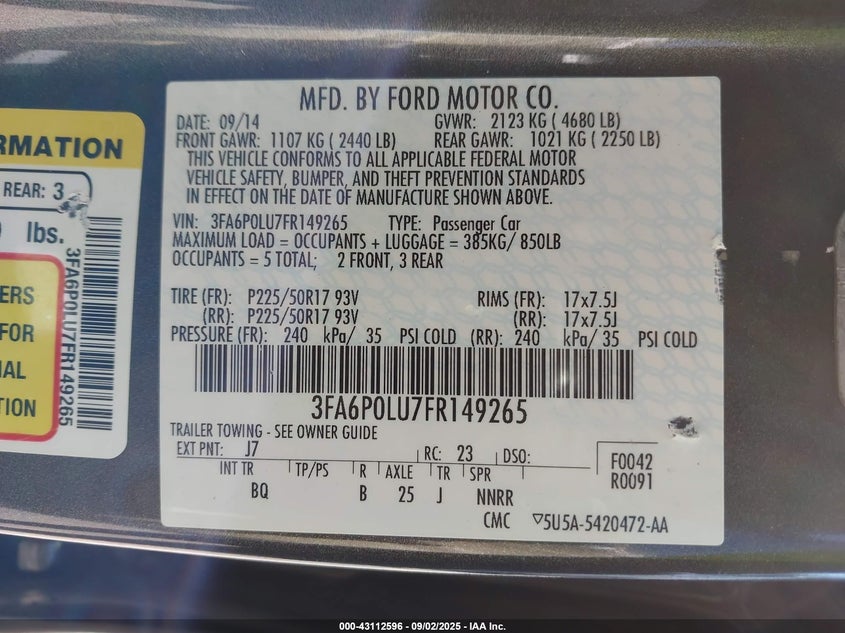 MFD. BY FORD MOTOR CO.
DATE: 09/14 GVWR: 2123 KG ( 4680 LB)
FRONT GAWR: 1107 KG ( 2440 LB) REAR GAWR: 1021 KG ( 2250 LB)
THIS VEHICLE CONFORMS TO ALL APPLICABLE FEDERAL MOTOR
VEHICLE SAFETY, BUMPER, AND THEFT PREVENTION STANDARDS
IN EFFECT ON THE DATE OF MANUFACTURE SHOWN ABOVE.
VIN: 3FA6P0LU7FR149265 TYPE: Passenger Car
MAXIMUM LOAD = OCCUPANTS + LUGGAGE = 385KG/ 850LB
OCCUPANTS = 5 TOTAL; 2 FRONT, 3 REAR
TIRE (FR): P225/50R17 93V RIMS (FR): 17x7.5J
(RR): P225/50R17 93V (RR): 17x7.5J
PRESSURE (FR): 240 kPa/ 35 PSI COLD (RR): 240 kPa/ 35 PSI COLD
3FA6P0LU7FR149265
TRAILER TOWING - SEE OWNER GUIDE
EXT PNT: J7 RC: 23 DSO:
INT TR TP/PS R AXLE TR SPR
BQ B 25 J NNRR
F0042
R0091
CMC ▽5U5A-5420472-AA
RMATION
REAR: 3
lbs.
ERS
FOR
AL
TION
3FA6P0LU7FR149265
000-43112596 - 09/02/2025 - IAA Inc.